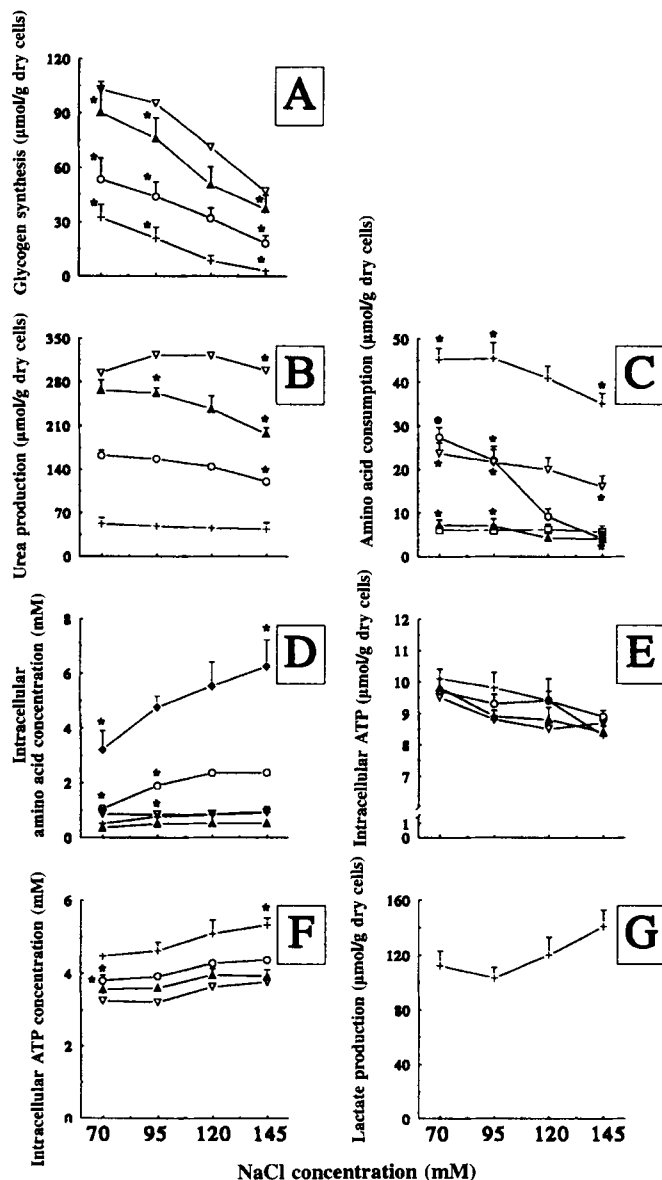 A
Glycogen synthesis (µmol/g dry cells)
120
90
60
30
0
B
Urea production (µmol/g dry cells)
350
280
210
140
70
0
C
Amino acid consumption (µmol/g dry cells)
50
40
30
20
10
0
D
Intracellular
amino acid concentration (mM)
8
6
4
2
0
E
Intracellular ATP (µmol/g dry cells)
12
11
10
9
8
7
1
0
F
Intracellular ATP concentration (mM)
6
4
2
0
70 95 120 145
G
Lactate production (µmol/g dry cells)
160
120
80
40
0
70 95 120 145
NaCl concentration (mM)